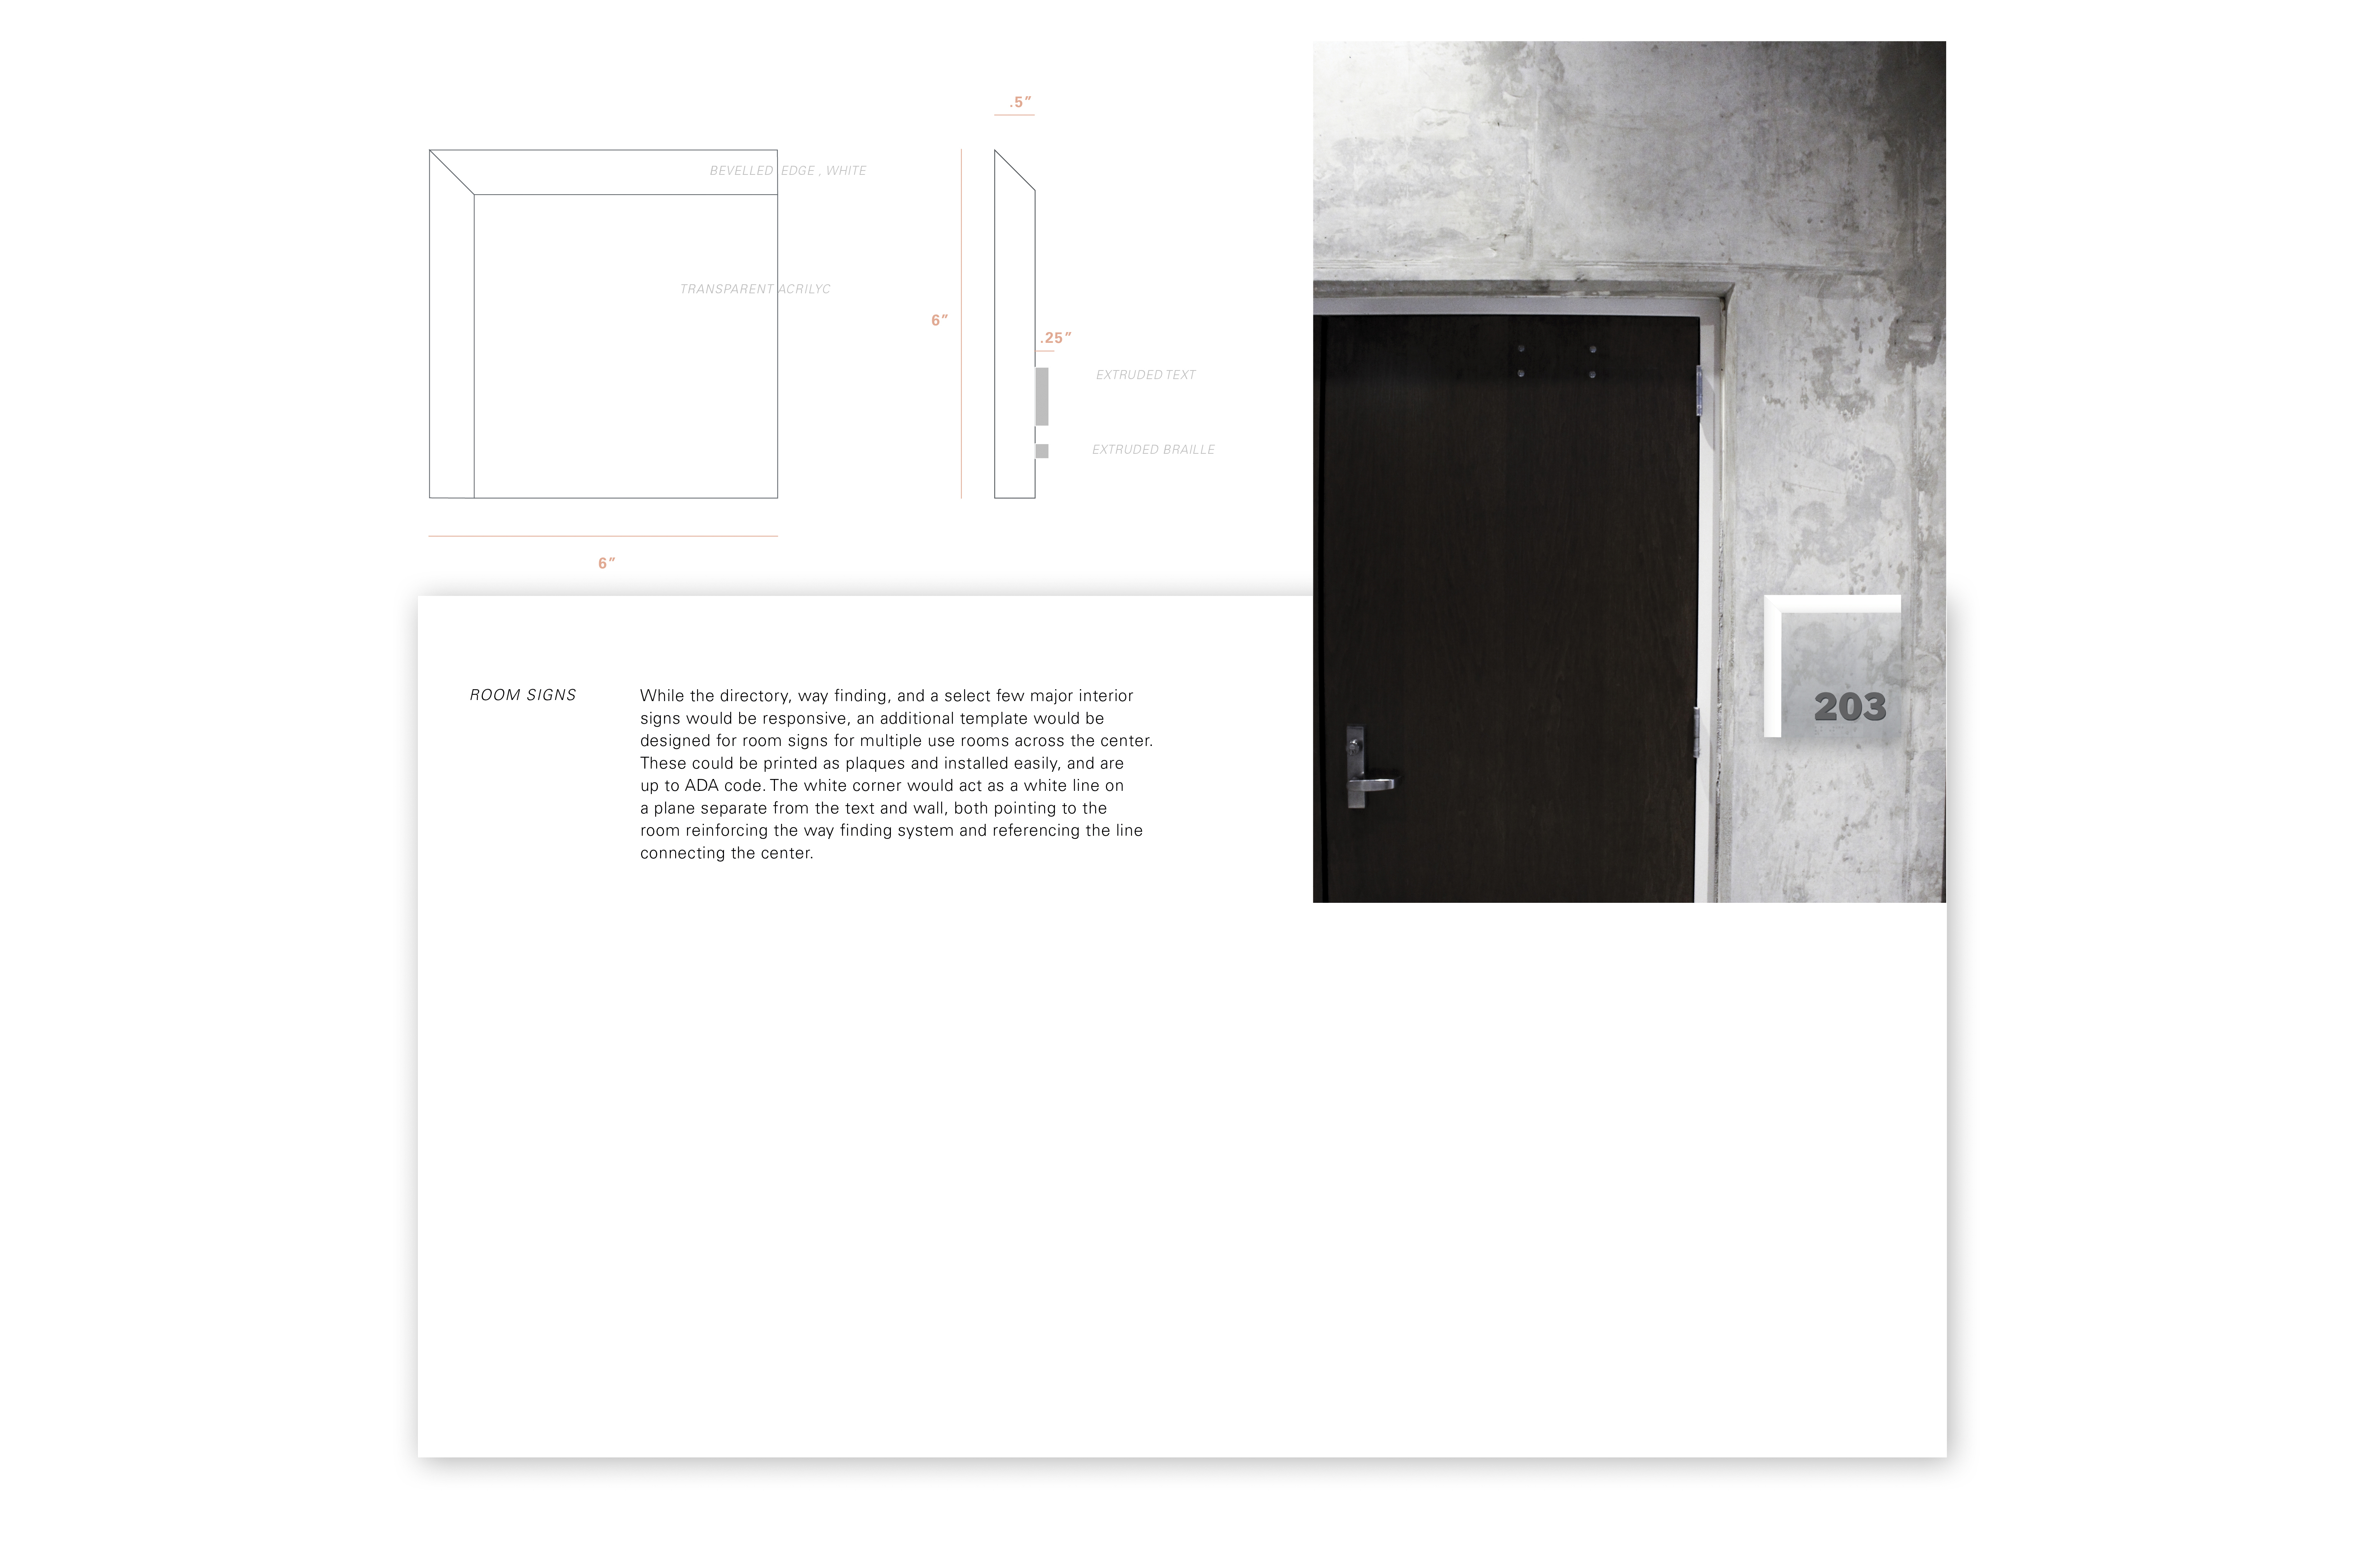 .5”
BEVELLED EDGE , WHITE
TRANSPARENT ACRILYC
6”
.25”
EXTRUDED TEXT
EXTRUDED BRAILLE
6”
203
ROOM SIGNS
While the directory, way finding, and a select few major interior
signs would be responsive, an additional template would be
designed for room signs for multiple use rooms across the center.
These could be printed as plaques and installed easily, and are
up to ADA code. The white corner would act as a white line on
a plane separate from the text and wall, both pointing to the
room reinforcing the way finding system and referencing the line
connecting the center.